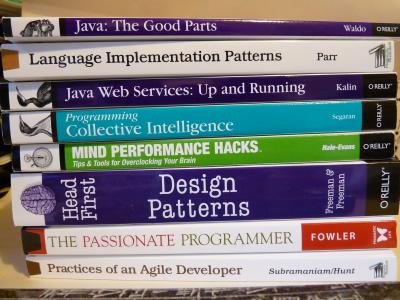 Java: The Good Parts Waldo O'REILLY
Language Implementation Patterns Parr
Java Web Services: Up and Running Kalin O'REILLY
Programming
Collective Intelligence Segaran O'REILLY
MIND PERFORMANCE HACKS Hale-Evans O'REILLY
Tips & Tools for Overclocking Your Brain
Head First
Design Patterns
Freeman & Freeman
O'REILLY
THE PASSIONATE PROGRAMMER FOWLER
Practices of an Agile Developer Subramaniam/Hunt